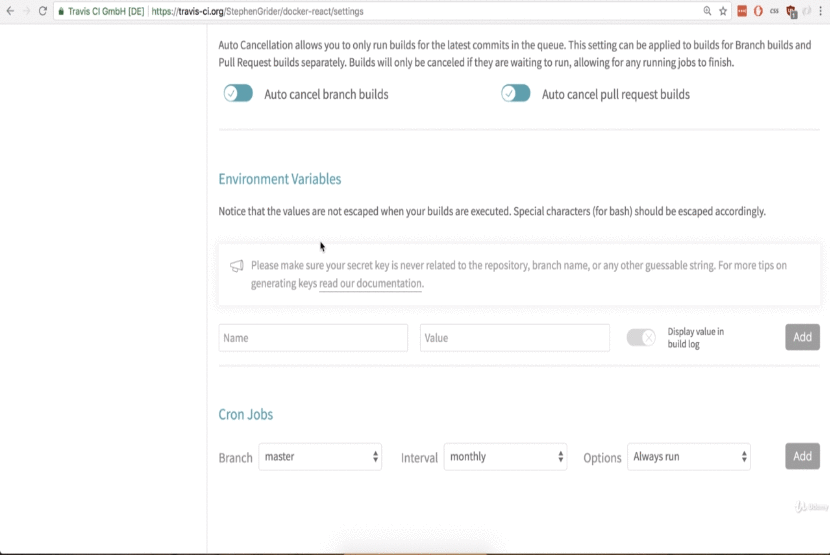 Travis CI GmbH [DE] | https://travis-ci.org/StephenGrider/docker-react/settings
Auto Cancellation allows you to only run builds for the latest commits in the queue. This setting can be applied to builds for Branch builds and
Pull Request builds separately. Builds will only be canceled if they are waiting to run, allowing for any running jobs to finish.
Auto cancel branch builds
Auto cancel pull request builds
Environment Variables
Notice that the values are not escaped when your builds are executed. Special characters (for bash) should be escaped accordingly.
Please make sure your secret key is never related to the repository, branch name, or any other guessable string. For more tips on
generating keys read our documentation.
Name
Value
Display value in
build log
Add
Cron Jobs
Branch master Interval monthly Options Always run Add
Udemy